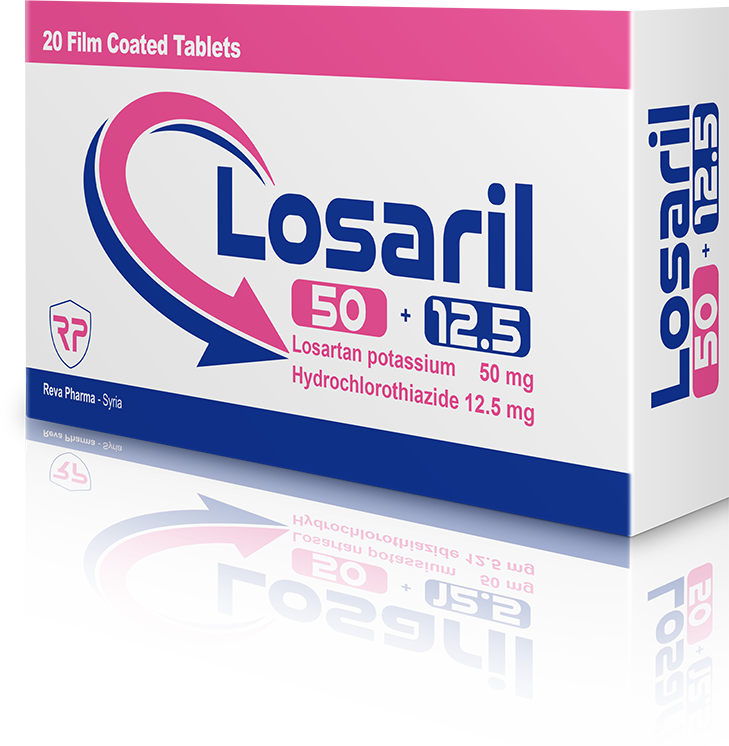 20 Film Coated Tablets
Losaril
50 + 12.5
Losartan potassium 50 mg
Hydrochlorothiazide 12.5 mg
RP
Reva Pharma - Syria
Losaril
50 + 12.5